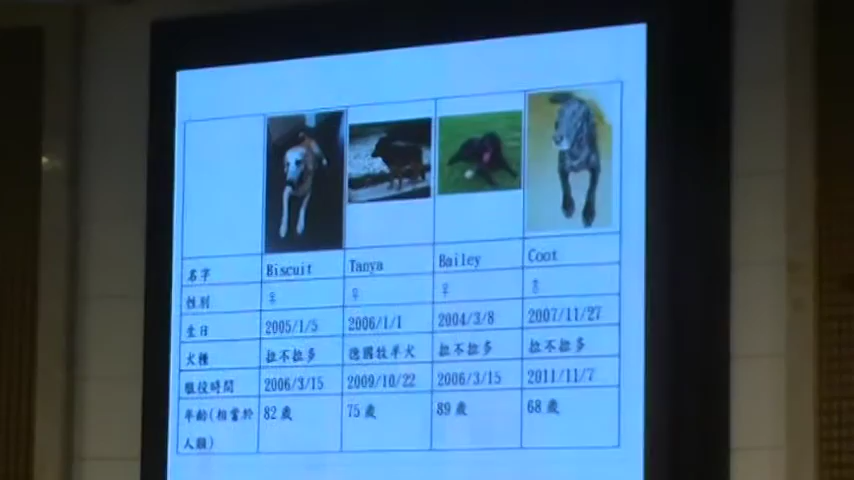 名字 Biscuit Tanya Bailey Coot
性別 ♀ ♀ ♀ ♂
生日 2005/1/5 2006/1/1 2004/3/8 2007/11/27
犬種 拉不拉多 德國牧羊犬 拉不拉多 拉不拉多
服役時間 2006/3/15 2009/10/22 2006/3/15 2011/11/7
年齡(相當於 82歲 75歲 89歲 68歲
人類)